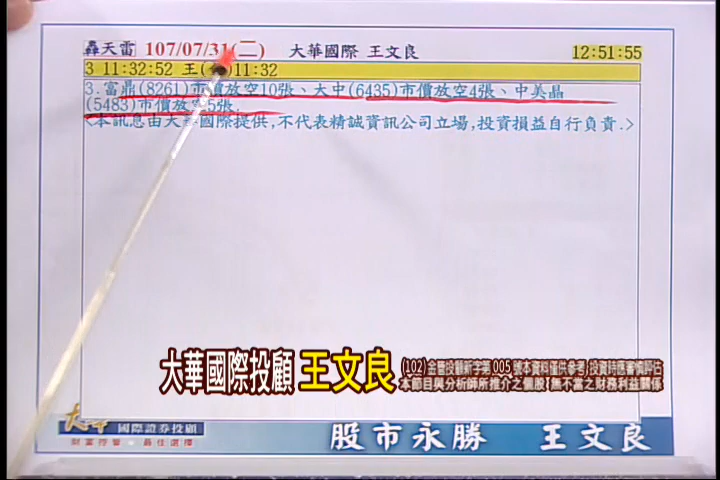 轟天雷 107/07/31(二) 大華國際 王文良 12:51:55
3 11:32:52 王( )11:32
3.富鼎(8261)市價放空10張、大中(6435)市價放空4張、中美晶
(5483)市價放空5張.
<本訊息由大華國際提供,不代表精誠資訊公司立場,投資損益自行負責.>
大華國際投顧 王文良
(102)金管投顧新字第005號本資料僅供參考,投資時應審慎評估
本節目與分析師所推介之個股 無不當之財務利益關係
大華 國際證券投顧
財富控管 最佳選擇
股市永勝 王文良